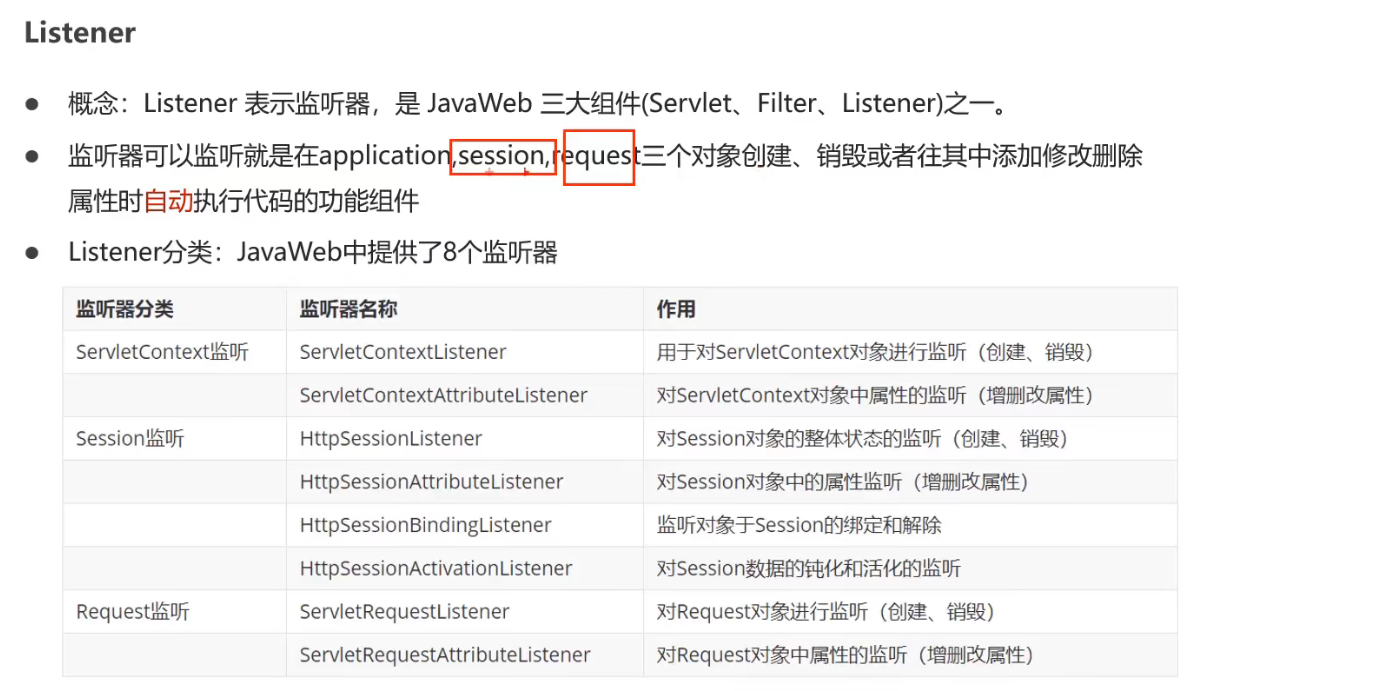 Listener
概念：Listener 表示监听器，是 JavaWeb 三大组件(Servlet、Filter、Listener)之一。
监听器可以监听就是在application,session,request三个对象创建、销毁或者往其中添加修改删除
属性时自动执行代码的功能组件
Listener分类：JavaWeb中提供了8个监听器
监听器分类 监听器名称 作用
ServletContext监听 ServletContextListener 用于对ServletContext对象进行监听（创建、销毁）
ServletContextAttributeListener 对ServletContext对象中属性的监听（增删改属性）
Session监听 HttpSessionListener 对Session对象的整体状态的监听（创建、销毁）
HttpSessionAttributeListener 对Session对象中的属性监听（增删改属性）
HttpSessionBindingListener 监听对象于Session的绑定和解除
HttpSessionActivationListener 对Session数据的钝化和活化的监听
Request监听 ServletRequestListener 对Request对象进行监听（创建、销毁）
ServletRequestAttributeListener 对Request对象中属性的监听（增删改属性）